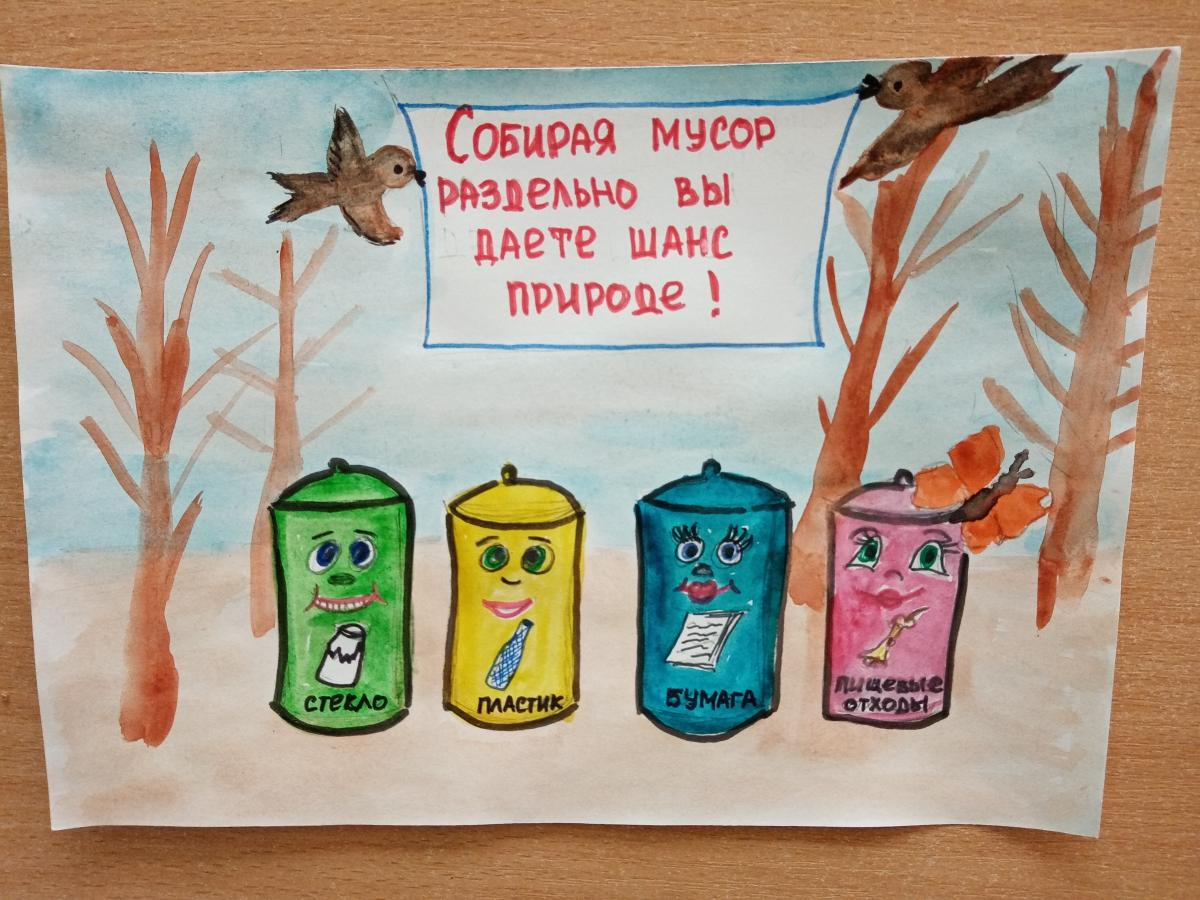 Собирая мусор
раздельно вы
даете шанс
природе!
СТЕКЛО
ПЛАСТИК
БУМАГА
ПИЩЕВЫЕ
ОТХОДЫ